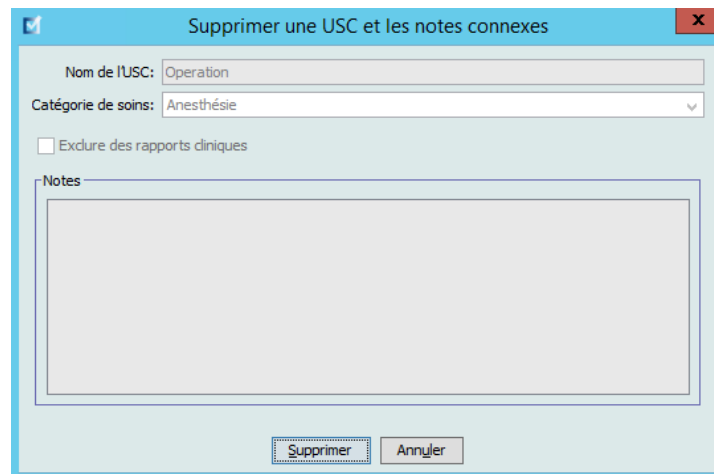 Supprimer une USC et les notes connexes
x
Nom de l'USC: Operation
Catégorie de soins: Anesthésie
Exclure des rapports cliniques
Notes
Supprimer Annuler